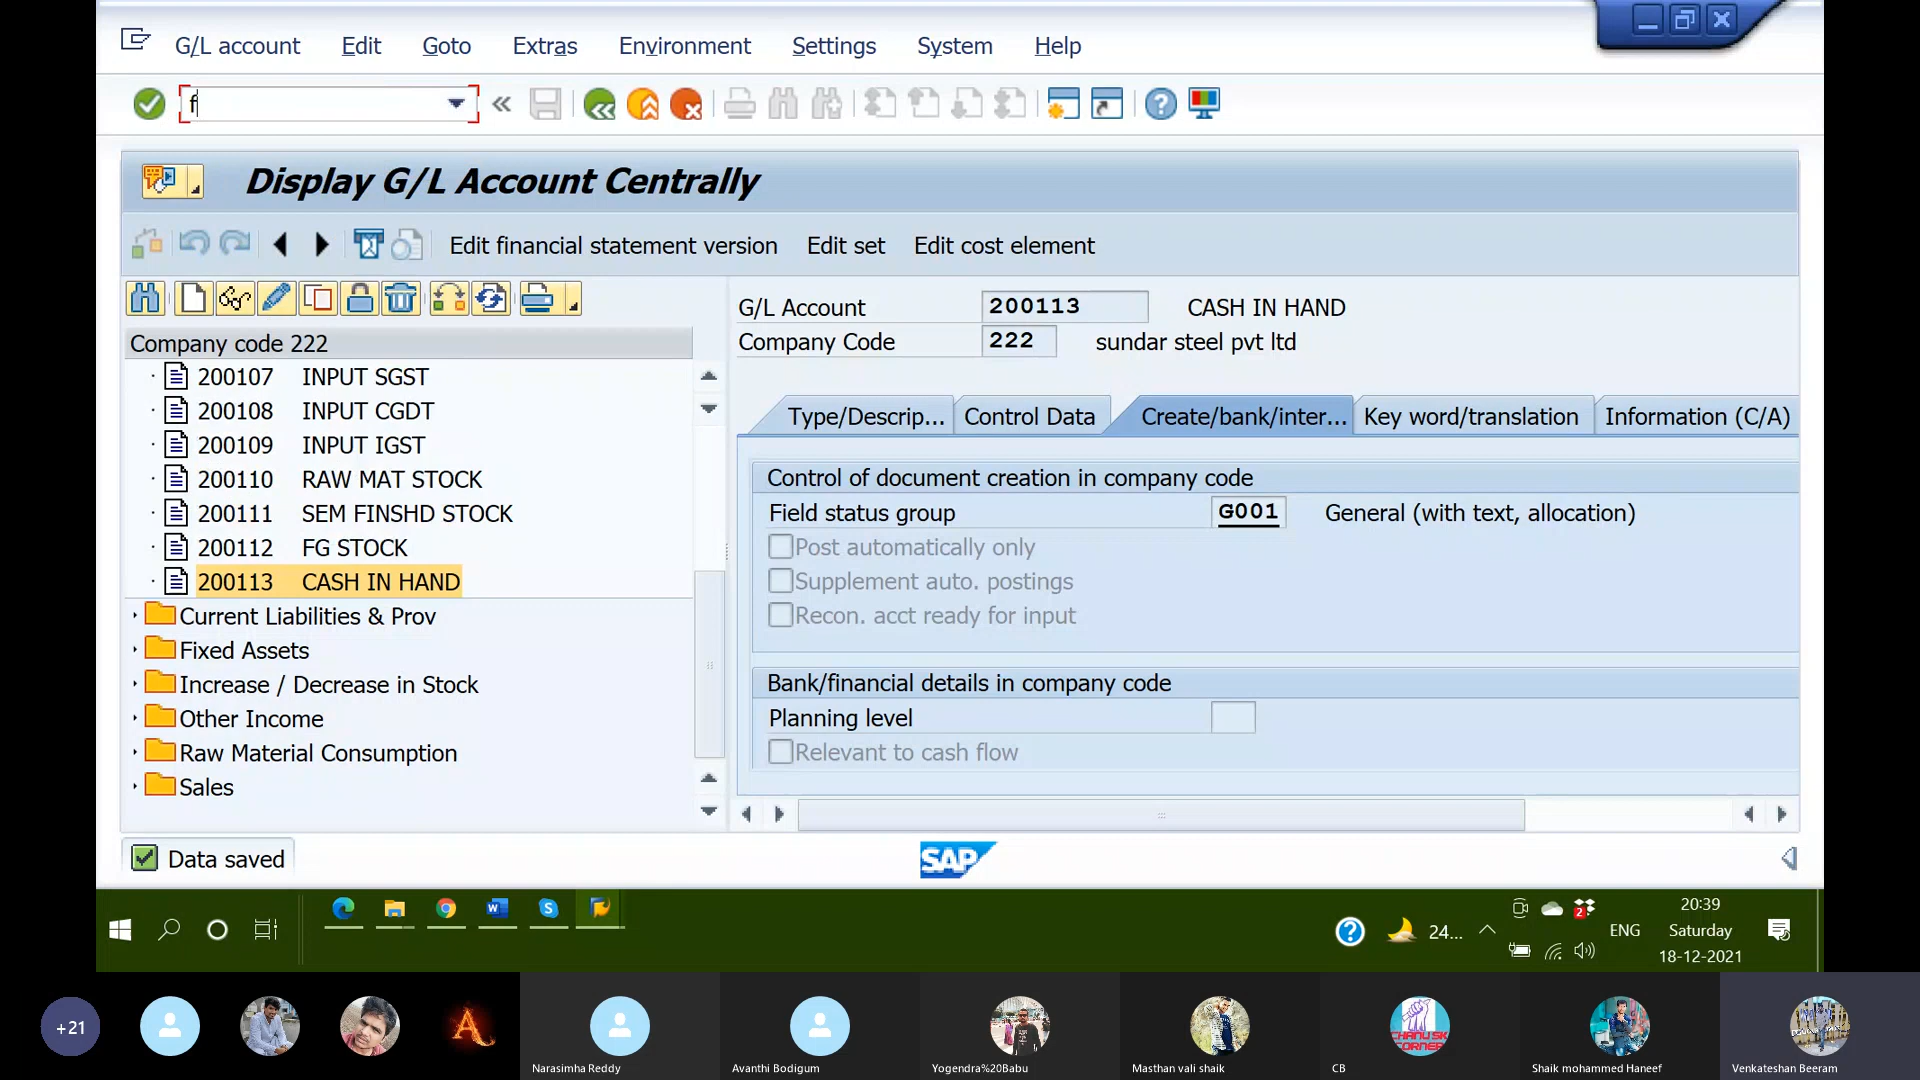 G/L account Edit Goto Extras Environment Settings System Help
f
Display G/L Account Centrally
Edit financial statement version Edit set Edit cost element
Company code 222
200107 INPUT SGST
200108 INPUT CGDT
200109 INPUT IGST
200110 RAW MAT STOCK
200111 SEM FINSHD STOCK
200112 FG STOCK
200113 CASH IN HAND
Current Liabilities & Prov
Fixed Assets
Increase / Decrease in Stock
Other Income
Raw Material Consumption
Sales
G/L Account 200113 CASH IN HAND
Company Code 222 sundar steel pvt ltd
Type/Descrip... Control Data Create/bank/inter... Key word/translation Information (C/A)
Control of document creation in company code
Field status group G001 General (with text, allocation)
Post automatically only
Supplement auto. postings
Recon. acct ready for input
Bank/financial details in company code
Planning level
Relevant to cash flow
Data saved
SAP
24...
2
ENG
20:39
Saturday
18-12-2021
+21
Narasimha Reddy
Avanthi Bodigum
Yogendra%20Babu
Masthan vali shaik
CB
Shaik mohammed Haneef
Venkateshan Beeram